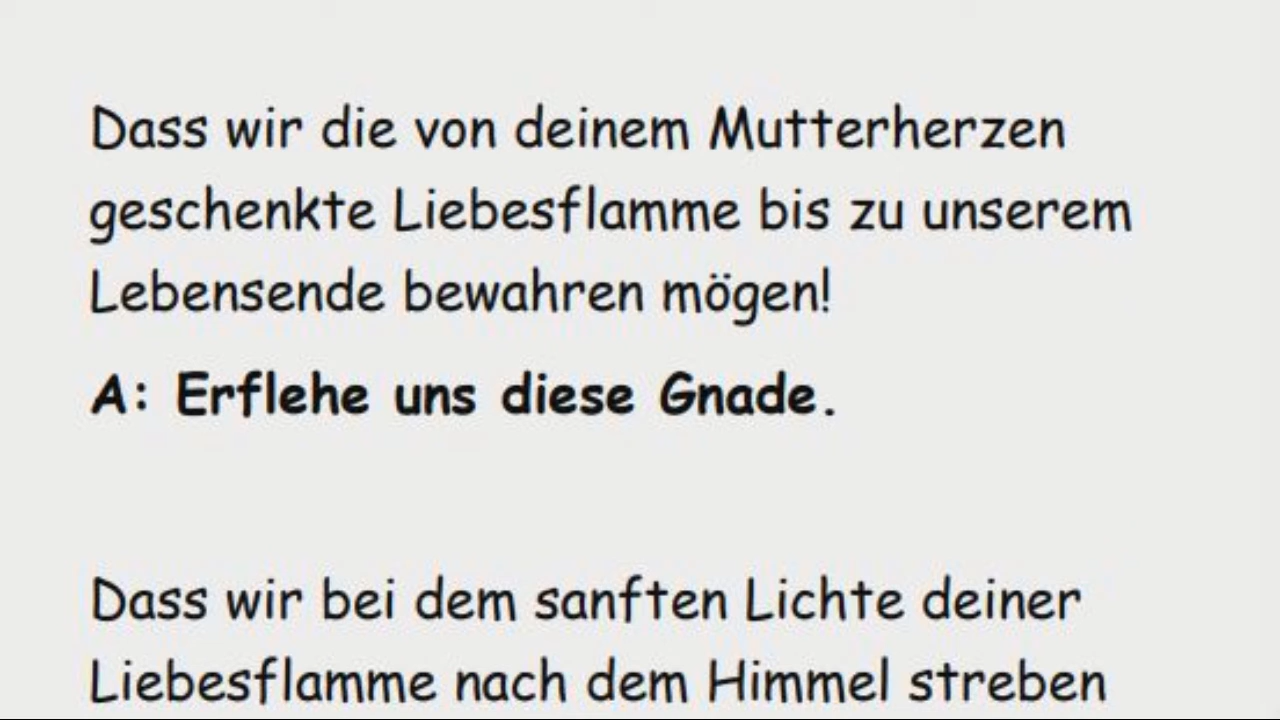 Dass wir die von deinem Mutterherzen
geschenkte Liebesflamme bis zu unserem
Lebensende bewahren mögen!
A: Erflehe uns diese Gnade.
Dass wir bei dem sanften Lichte deiner
Liebesflamme nach dem Himmel streben